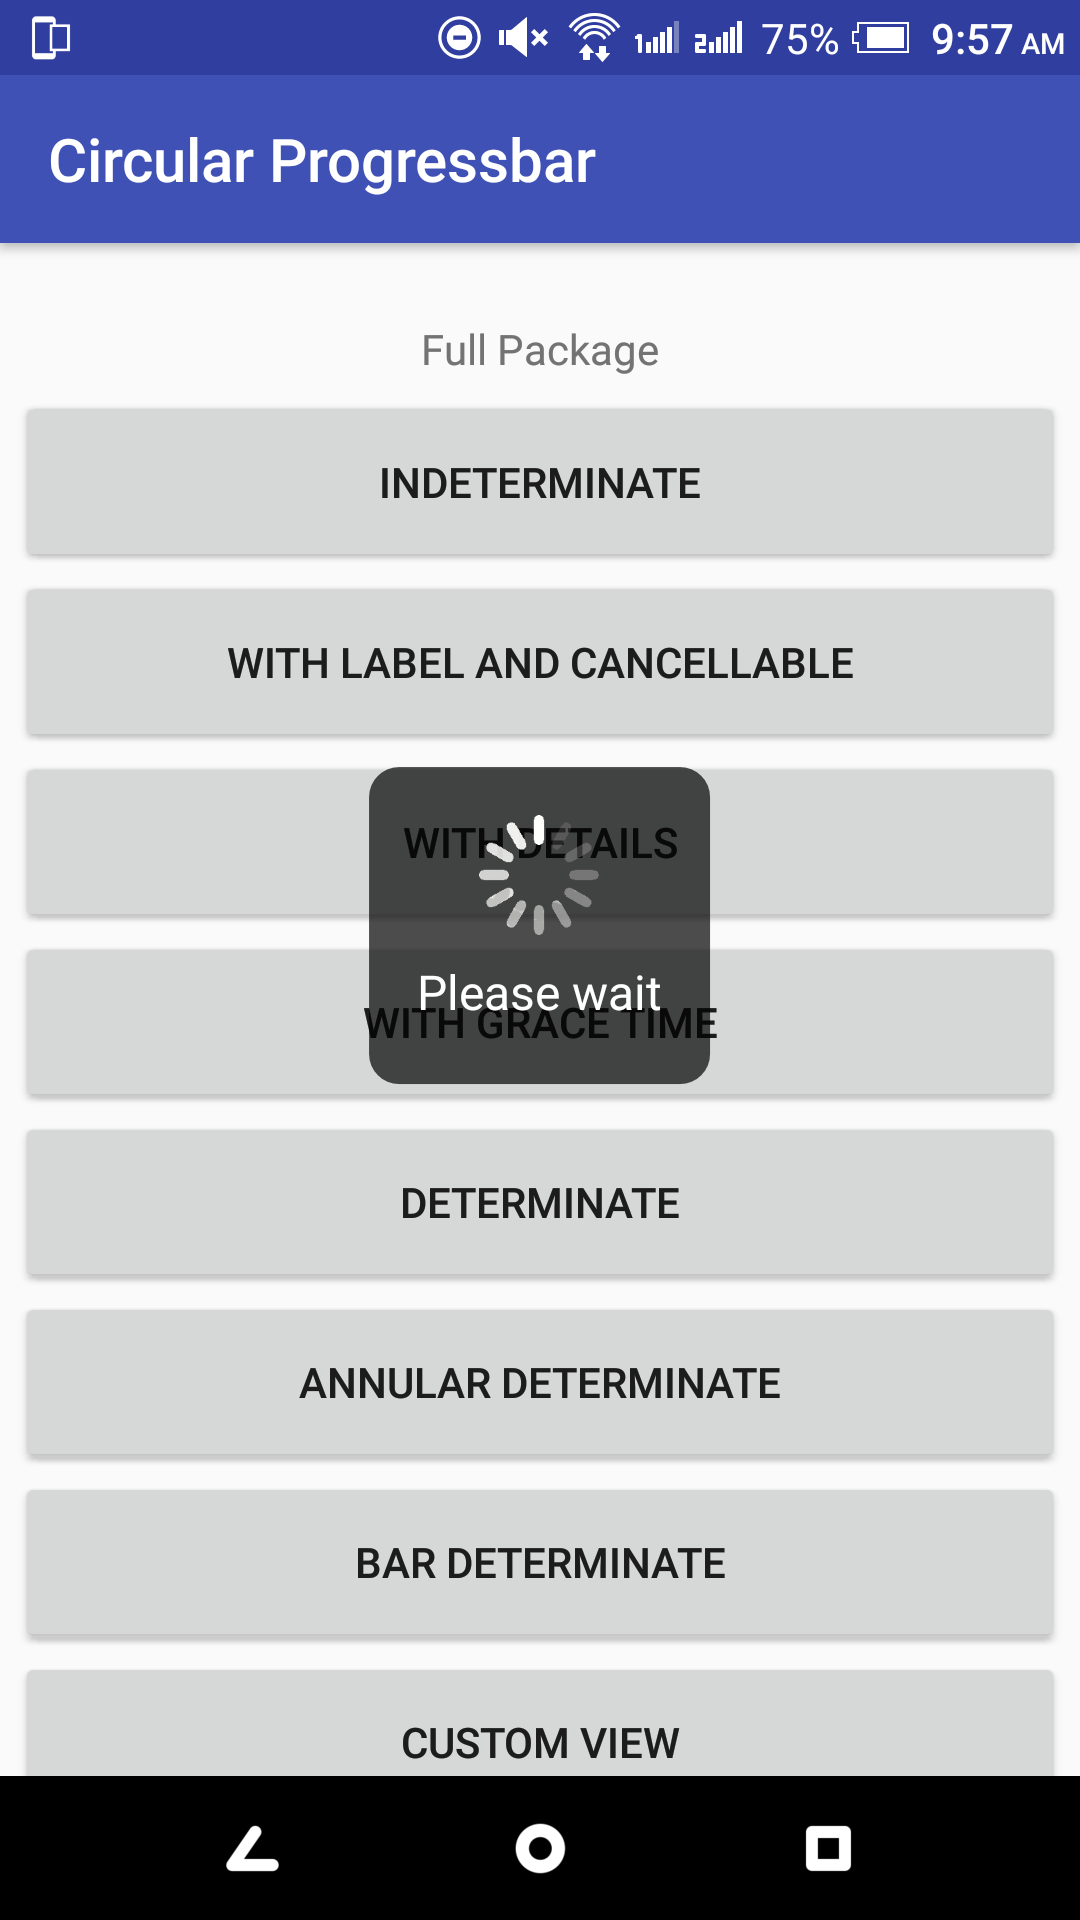 75% 9:57 AM
Circular Progressbar
Full Package
INDETERMINATE
WITH LABEL AND CANCELLABLE
WITH DETAILS
Please wait
WITH GRACE TIME
DETERMINATE
ANNULAR DETERMINATE
BAR DETERMINATE
CUSTOM VIEW